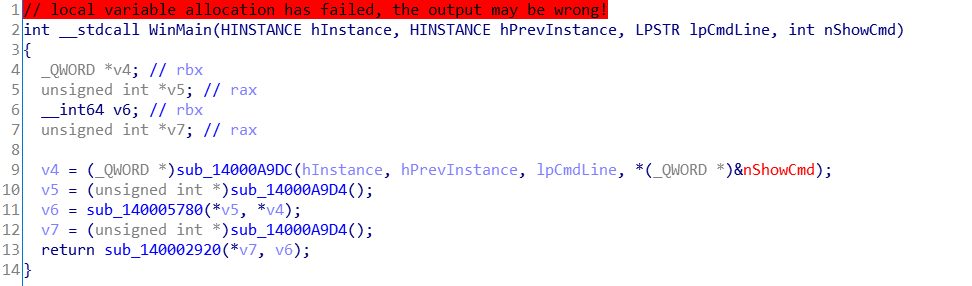 1 // local variable allocation has failed, the output may be wrong!
2 int __stdcall WinMain(HINSTANCE hInstance, HINSTANCE hPrevInstance, LPSTR lpCmdLine, int nShowCmd)
3 {
4   _QWORD *v4; // rbx
5   unsigned int *v5; // rax
6   __int64 v6; // rbx
7   unsigned int *v7; // rax
8
9   v4 = (_QWORD *)sub_14000A9DC(hInstance, hPrevInstance, lpCmdLine, *(_QWORD *)&nShowCmd);
10   v5 = (unsigned int *)sub_14000A9D4();
11   v6 = sub_140005780(*v5, *v4);
12   v7 = (unsigned int *)sub_14000A9D4();
13   return sub_140002920(*v7, v6);
14 }